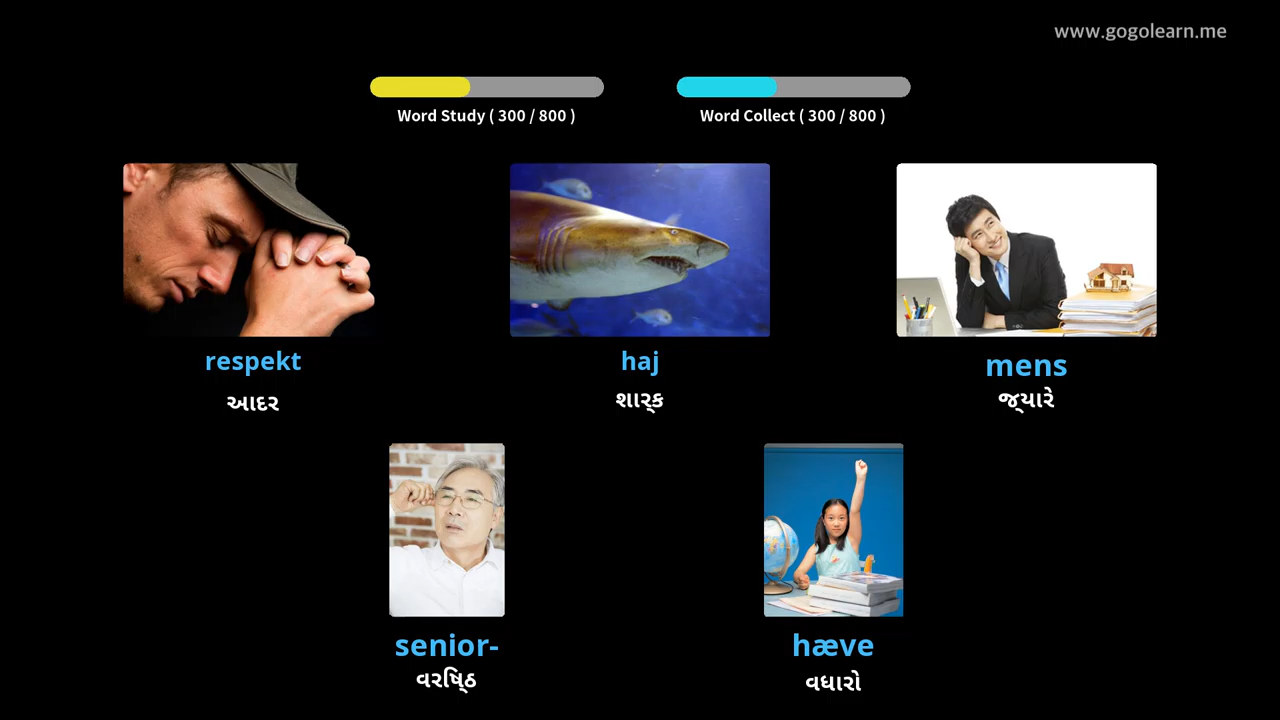 www.gogolearn.me
Word Study ( 300 / 800 )
Word Collect ( 300 / 800 )
respekt
આદર
haj
શાર્ક
mens
જ્યારે
senior-
વરિષ્ઠ
hæve
વધારો